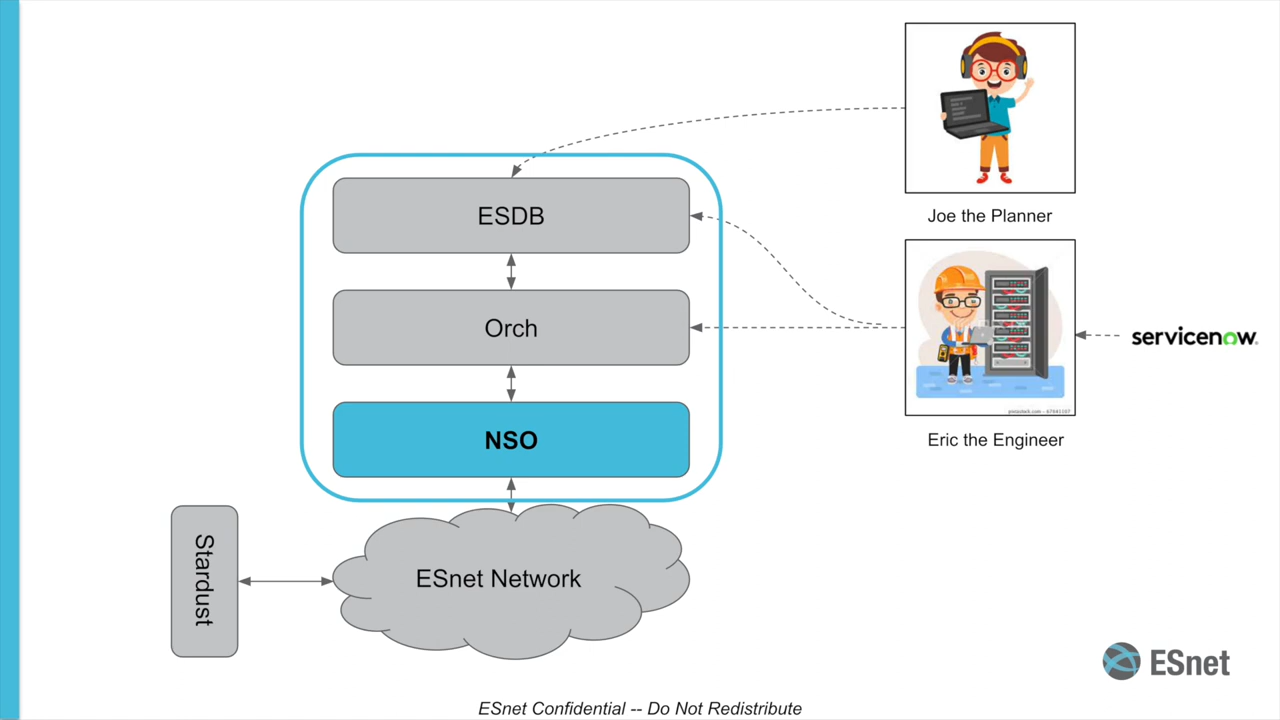 Joe the Planner
ESDB
Orch
servicenow.
NSO
Eric the Engineer
Stardust
ESnet Network
ESnet
ESnet Confidential -- Do Not Redistribute